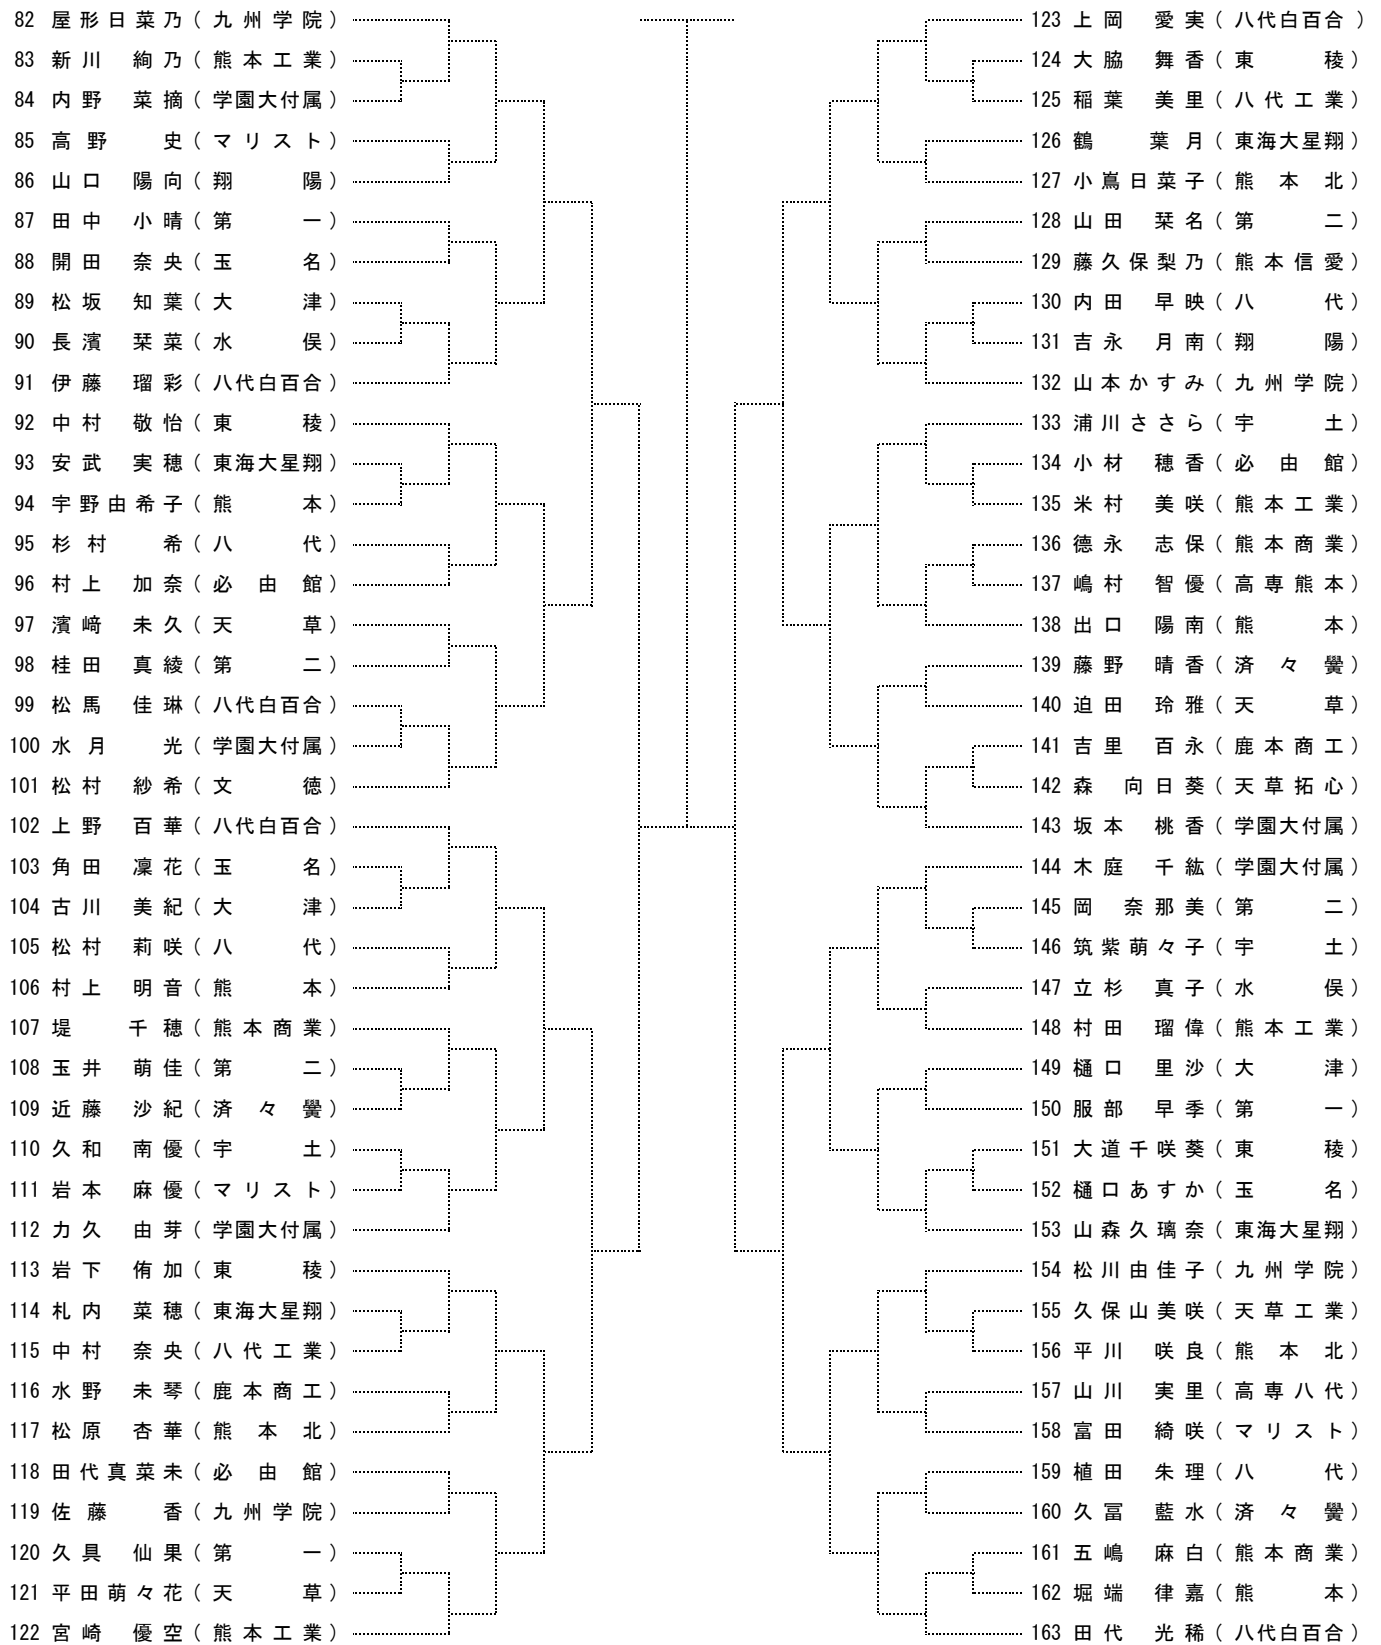 82 屋形日菜乃（九州学院）
83 新川 絢乃（熊本工業）
84 内野 菜摘（学園大付属）
85 高野 史（マリスト）
86 山口 陽向（翔陽）
87 田中 小晴（第一）
88 開田 奈央（玉名）
89 松坂 知葉（大津）
90 長濱 栞菜（水俣）
91 伊藤 瑠彩（八代白百合）
92 中村 敬怡（東稜）
93 安武 実穂（東海大星翔）
94 宇野由希子（熊本）
95 杉村 希（八代）
96 村上 加奈（必由館）
97 濱﨑 未久（天草）
98 桂田 真綾（第二）
99 松馬 佳琳（八代白百合）
100 水月 光（学園大付属）
101 松村 紗希（文徳）
102 上野 百華（八代白百合）
103 角田 凜花（玉名）
104 古川 美紀（大津）
105 松村 莉咲（八代）
106 村上 明音（熊本）
107 堤 千穂（熊本商業）
108 玉井 萌佳（第二）
109 近藤 沙紀（済々黌）
110 久和 南優（宇土）
111 岩本 麻優（マリスト）
112 力久 由芽（学園大付属）
113 岩下 侑加（東稜）
114 札内 菜穂（東海大星翔）
115 中村 奈央（八代工業）
116 水野 未琴（鹿本商工）
117 松原 杏華（熊本北）
118 田代真菜未（必由館）
119 佐藤 香（九州学院）
120 久具 仙果（第一）
121 平田萌々花（天草）
122 宮崎 優空（熊本工業）
123 上岡 愛実（八代白百合）
124 大脇 舞香（東稜）
125 稲葉 美里（八代工業）
126 鶴 葉月（東海大星翔）
127 小嶌日菜子（熊本北）
128 山田 栞名（第二）
129 藤久保梨乃（熊本信愛）
130 内田 早映（八代）
131 吉永 月南（翔陽）
132 山本かすみ（九州学院）
133 浦川ささら（宇土）
134 小材 穂香（必由館）
135 米村 美咲（熊本工業）
136 德永 志保（熊本商業）
137 嶋村 智優（高専熊本）
138 出口 陽南（熊本）
139 藤野 晴香（済々黌）
140 迫田 玲雅（天草）
141 吉里 百永（鹿本商工）
142 森 向日葵（天草拓心）
143 坂本 桃香（学園大付属）
144 木庭 千紘（学園大付属）
145 岡 奈那美（第二）
146 筑紫萌々子（宇土）
147 立杉 真子（水俣）
148 村田 瑠偉（熊本工業）
149 樋口 里沙（大津）
150 服部 早季（第一）
151 大道千咲葵（東稜）
152 樋口あすか（玉名）
153 山森久璃奈（東海大星翔）
154 松川由佳子（九州学院）
155 久保山美咲（天草工業）
156 平川 咲良（熊本北）
157 山川 実里（高専八代）
158 富田 綺咲（マリスト）
159 植田 朱理（八代）
160 久冨 藍水（済々黌）
161 五嶋 麻白（熊本商業）
162 堀端 律嘉（熊本）
163 田代 光稀（八代白百合）